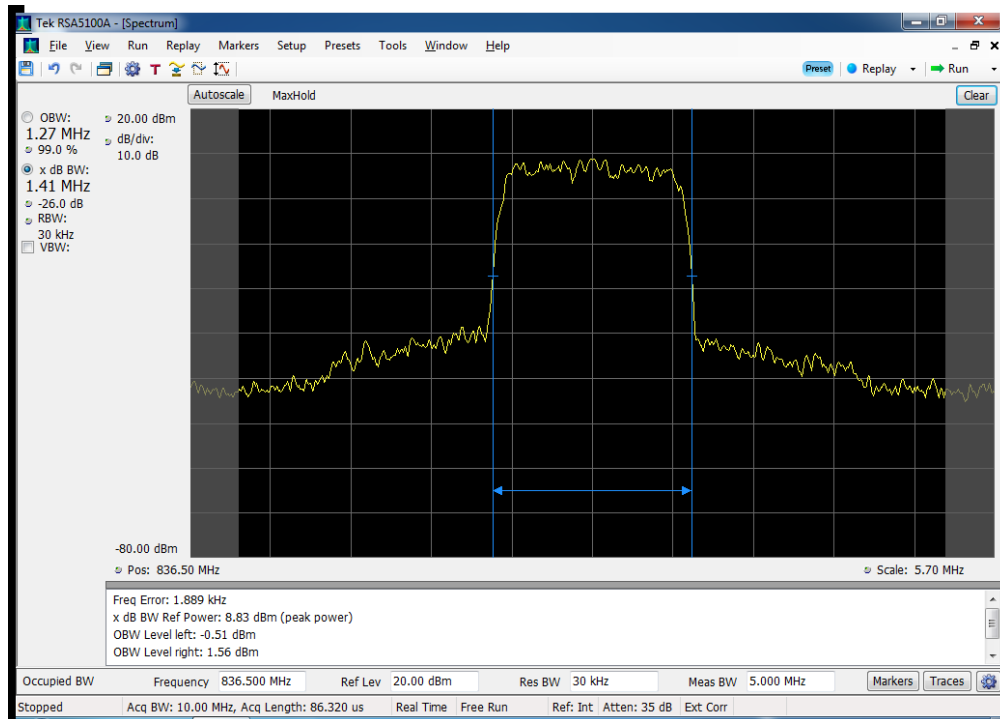 Tek RSA5100A - [Spectrum]
File View Run Replay Markers Setup Presets Tools Window Help
T Preset Replay Run
Autoscale MaxHold Clear
OBW:
1.27 MHz
99.0 %
x dB BW:
1.41 MHz
-26.0 dB
RBW:
30 kHz
VBW:
20.00 dBm
dB/div:
10.0 dB
-80.00 dBm
Pos: 836.50 MHz Scale: 5.70 MHz
Freq Error: 1.889 kHz
x dB BW Ref Power: 8.83 dBm (peak power)
OBW Level left: -0.51 dBm
OBW Level right: 1.56 dBm
Occupied BW Frequency 836.500 MHz Ref Lev 20.00 dBm Res BW 30 kHz Meas BW 5.000 MHz Markers Traces
Stopped Acq BW: 10.00 MHz, Acq Length: 86.320 us Real Time Free Run Ref: Int Atten: 35 dB Ext Corr